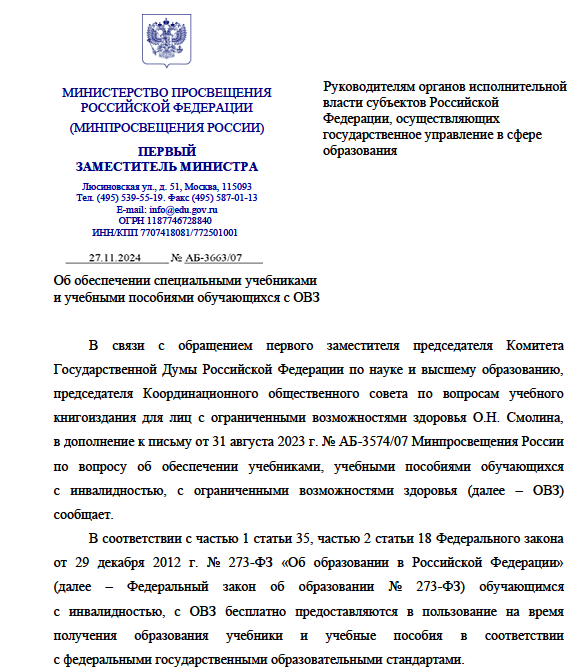 МИНИСТЕРСТВО ПРОСВЕЩЕНИЯ
РОССИЙСКОЙ ФЕДЕРАЦИИ
(МИНПРОСВЕЩЕНИЯ РОССИИ)
ПЕРВЫЙ
ЗАМЕСТИТЕЛЬ МИНИСТРА
Люсиновская ул., д. 51, Москва, 115093
Тел. (495) 539-55-19. Факс (495) 587-01-13
E-mail: info@edu.gov.ru
ОГРН 1187746728840
ИНН/КПП 7707418081/772501001
27.11.2024 № АБ-3663/07
Руководителям органов исполнительной
власти субъектов Российской
Федерации, осуществляющих
государственное управление в сфере
образования
Об обеспечении специальными учебниками
и учебными пособиями обучающихся с ОВЗ
В связи с обращением первого заместителя председателя Комитета
Государственной Думы Российской Федерации по науке и высшему образованию,
председателя Координационного общественного совета по вопросам учебного
книгоиздания для лиц с ограниченными возможностями здоровья О.Н. Смолина,
в дополнение к письму от 31 августа 2023 г. № АБ-3574/07 Минпросвещения России
по вопросу об обеспечении учебниками, учебными пособиями обучающихся
с инвалидностью, с ограниченными возможностями здоровья (далее – ОВЗ)
сообщает.
В соответствии с частью 1 статьи 35, частью 2 статьи 18 Федерального закона
от 29 декабря 2012 г. № 273-ФЗ «Об образовании в Российской Федерации»
(далее – Федеральный закон об образовании № 273-ФЗ) обучающимся
с инвалидностью, с ОВЗ бесплатно предоставляются в пользование на время
получения образования учебники и учебные пособия в соответствии
с федеральными государственными образовательными стандартами.